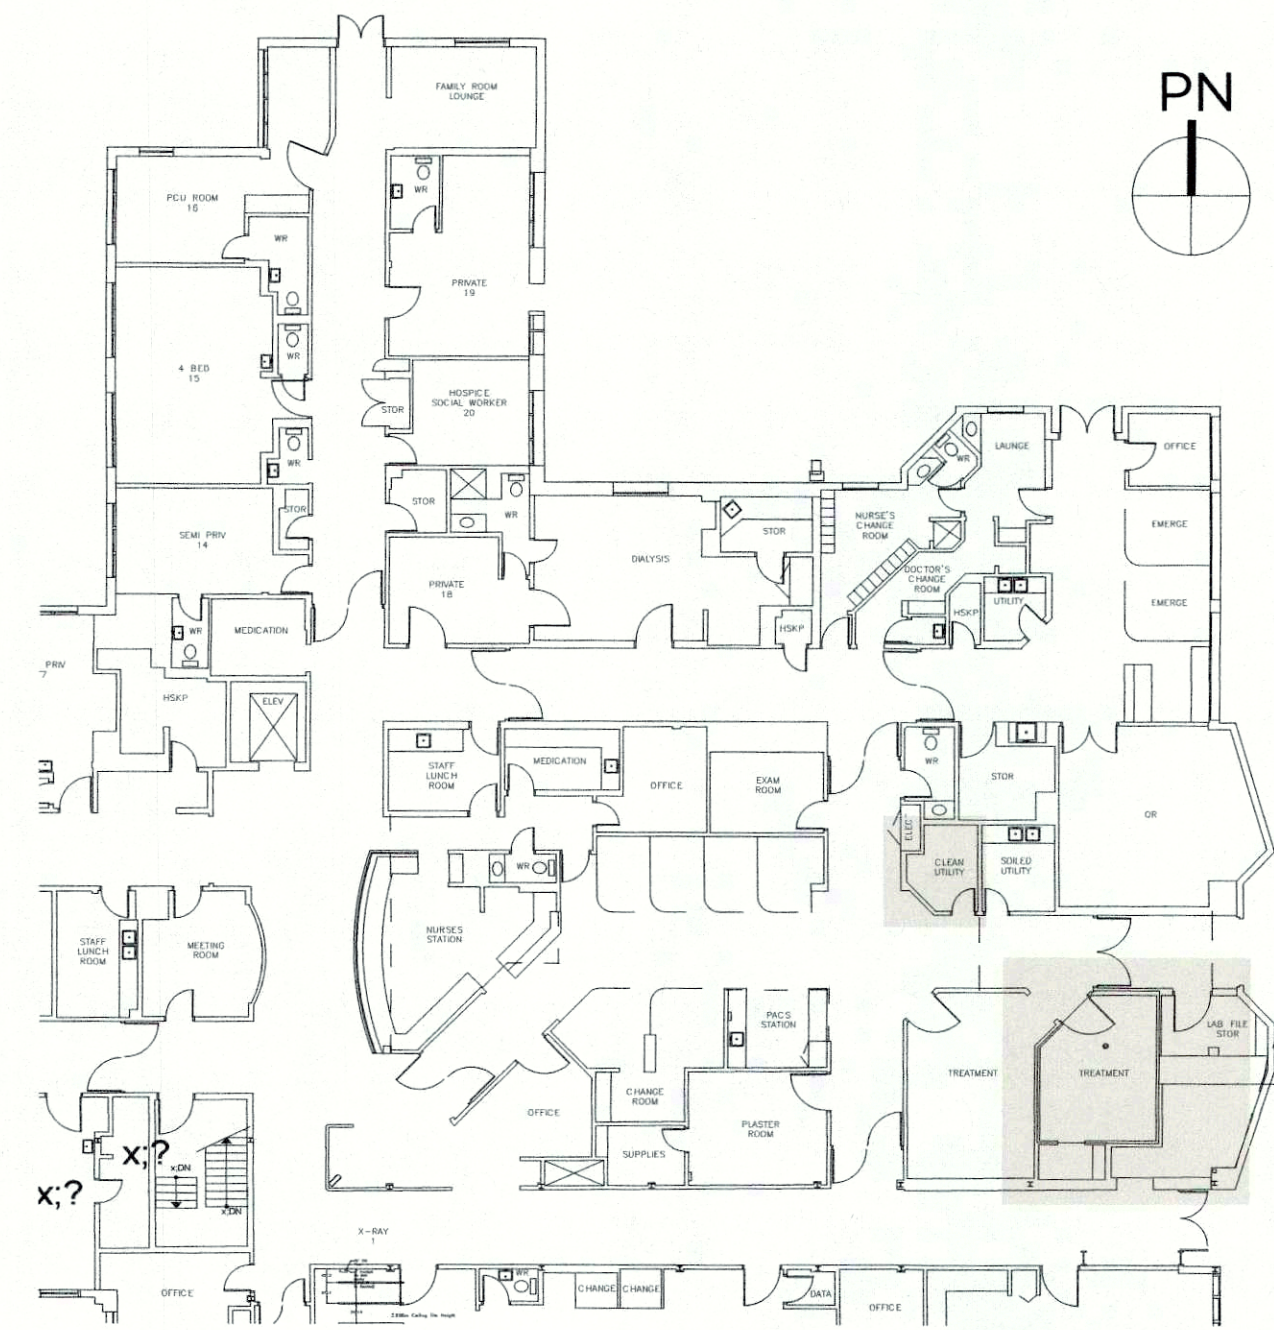 PN
FAMILY ROOM
LOUNGE
PCU ROOM
16
WR
WR
PRIVATE
19
4 BED
15
WR
HOSPICE
SOCIAL WORKER
20
STOR
WR
STOR
SEMI PRIV
14
STOR
WR
PRIVATE
18
DIALYSIS
STOR
HSKP
NURSE'S
CHANGE
ROOM
DOCTOR'S
CHANGE
ROOM
WR
LAUNGE
HSKP
UTILITY
OFFICE
EMERGE
EMERGE
PRIV
7
WR
MEDICATION
HSKP
ELEV
STAFF
LUNCH
ROOM
MEDICATION
OFFICE
EXAM
ROOM
WR
STOR
OR
ELEC
CLEAN
UTILITY
SOILED
UTILITY
WR
NURSES
STATION
STAFF
LUNCH
ROOM
MEETING
ROOM
PACS
STATION
TREATMENT
TREATMENT
LAB FILE
STOR
OFFICE
CHANGE
ROOM
SUPPLIES
PLASTER
ROOM
x;?
x;DN
x;?
x;DN
X-RAY
1
OFFICE
WR
CHANGE
CHANGE
DATA
OFFICE